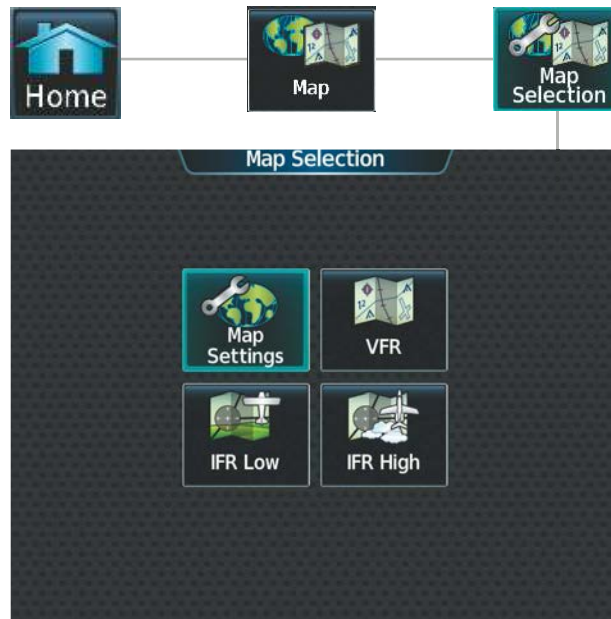 Home
Map
Map
Selection
Map Selection
Map
Settings
VFR
IFR Low
IFR High